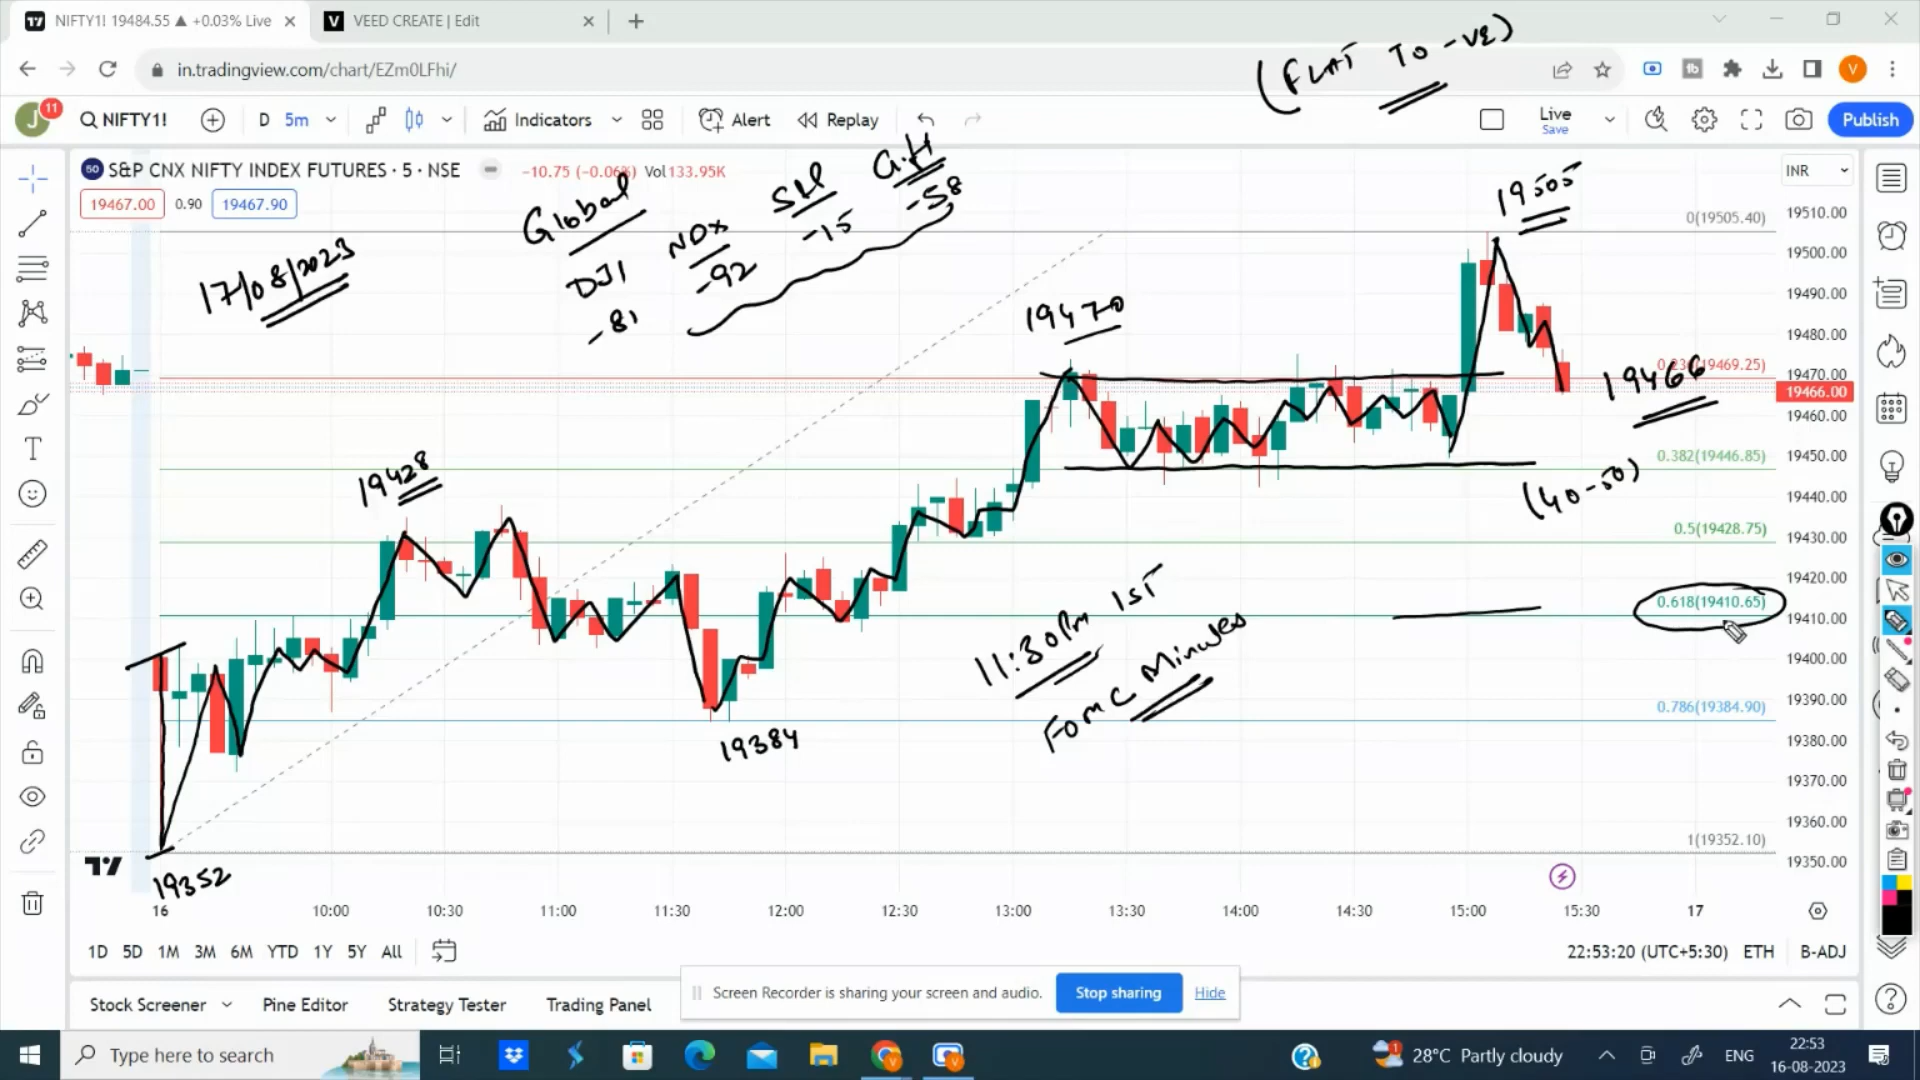 NIFTY1! 19484.55 ▲ +0.03% Live
VEED CREATE | Edit
in.tradingview.com/chart/EZm0LFhi/
(FLAT TO -VE)
J 11
NIFTY1!
D 5m
Indicators
Alert
Replay
Live
Save
Publish
50 S&P CNX NIFTY INDEX FUTURES · 5 · NSE
-10.75 (-0.06%) Vol 133.95K
INR
19467.00 0.90 19467.90
17/08/2023
Global
DJI
-81
NDX
-92
-15
-58
19505
0(19505.40)
19470
19466
0.236(19469.25)
19428
0.382(19446.85)
(40-50)
0.5(19428.75)
11:30Pm IST
FOMC Minutes
0.618(19410.65)
19384
0.786(19384.90)
1(19352.10)
19352
19510.00
19500.00
19490.00
19480.00
19470.00
19466.00
19460.00
19450.00
19440.00
19430.00
19420.00
19410.00
19400.00
19390.00
19380.00
19370.00
19360.00
19350.00
16 10:00 10:30 11:00 11:30 12:00 12:30 13:00 13:30 14:00 14:30 15:00 15:30 17
1D 5D 1M 3M 6M YTD 1Y 5Y All
22:53:20 (UTC+5:30) ETH B-ADJ
Stock Screener Pine Editor Strategy Tester Trading Panel
Screen Recorder is sharing your screen and audio. Stop sharing Hide
Type here to search
28°C Partly cloudy
ENG
22:53
16-08-2023